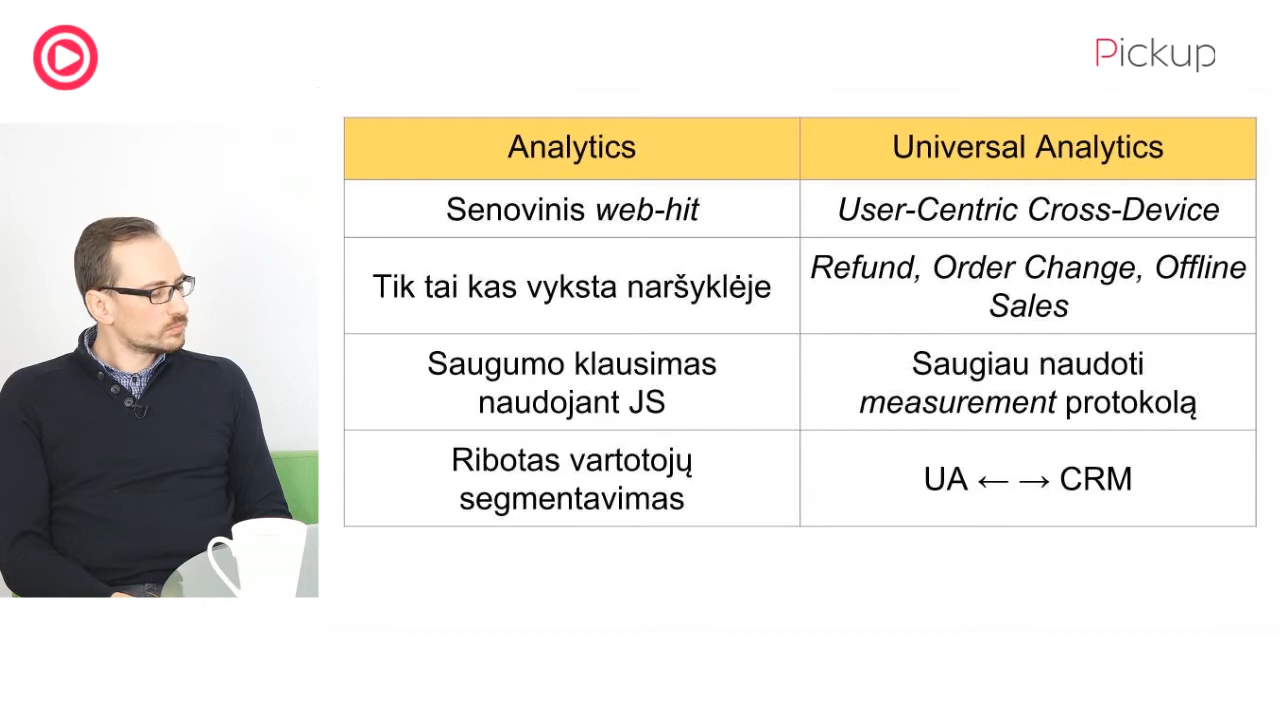 Pickup
Analytics
Universal Analytics
Senovinis web-hit
User-Centric Cross-Device
Tik tai kas vyksta naršyklėje
Refund, Order Change, Offline
Sales
Saugumo klausimas
naudojant JS
Saugiau naudoti
measurement protokolą
Ribotas vartotojų
segmentavimas
UA ← → CRM